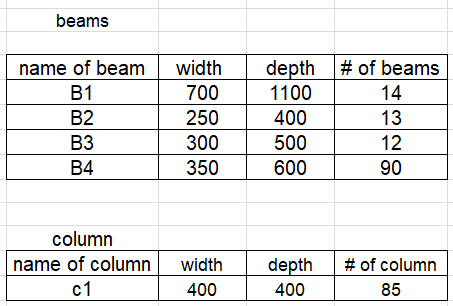 beams
name of beam width depth # of beams
B1 700 1100 14
B2 250 400 13
B3 300 500 12
B4 350 600 90
column
name of column width depth # of column
c1 400 400 85